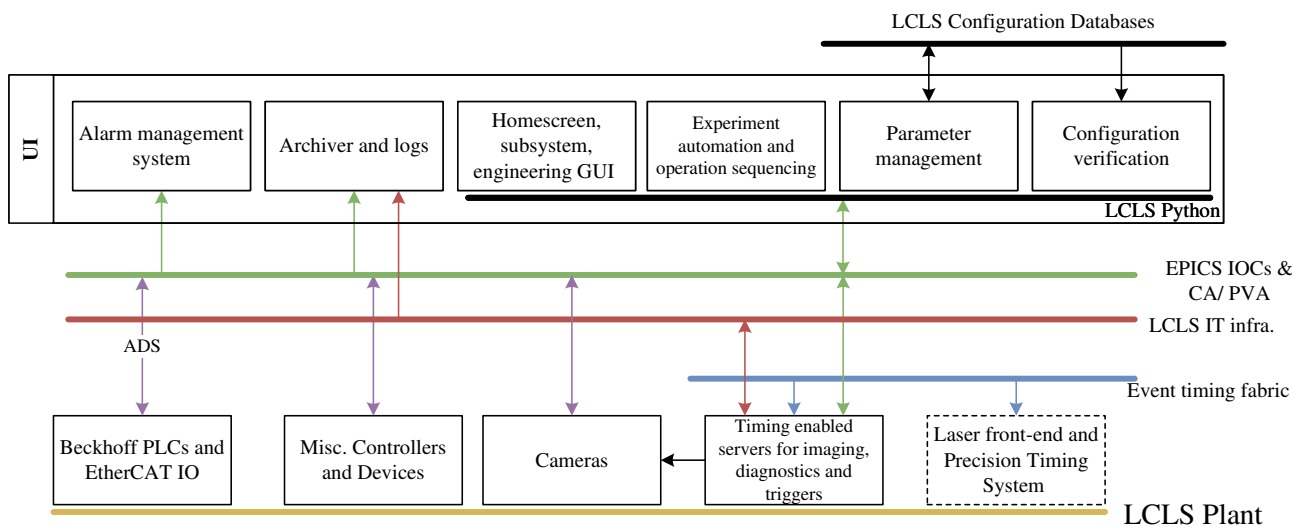 LCLS Configuration Databases
UI
Alarm management
system
Archiver and logs
Homescreen,
subsystem,
engineering GUI
Experiment
automation and
operation sequencing
Parameter
management
Configuration
verification
LCLS Python
EPICS IOCs &
CA/ PVA
LCLS IT infra.
ADS
Event timing fabric
Beckhoff PLCs and
EtherCAT IO
Misc. Controllers
and Devices
Cameras
Timing enabled
servers for imaging,
diagnostics and
triggers
Laser front-end and
Precision Timing
System
LCLS Plant